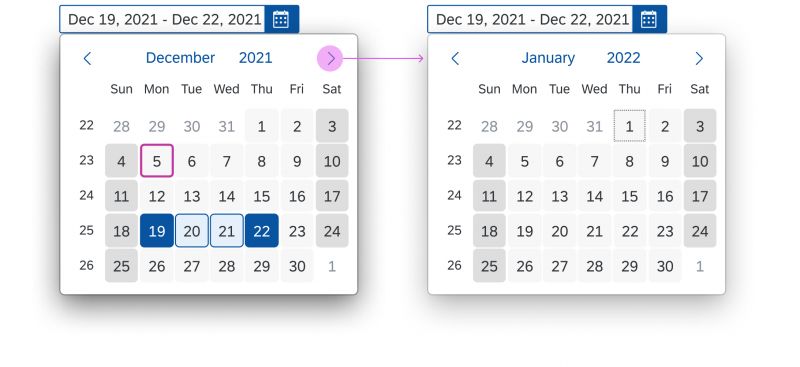 Dec 19, 2021 - Dec 22, 2021
December 2021
Sun Mon Tue Wed Thu Fri Sat
22 28 29 30 31 1 2 3
23 4 5 6 7 8 9 10
24 11 12 13 14 15 16 17
25 18 19 20 21 22 23 24
26 25 26 27 28 29 30 1
Dec 19, 2021 - Dec 22, 2021
January 2022
Sun Mon Tue Wed Thu Fri Sat
22 28 29 30 31 1 2 3
23 4 5 6 7 8 9 10
24 11 12 13 14 15 16 17
25 18 19 20 21 22 23 24
26 25 26 27 28 29 30 1